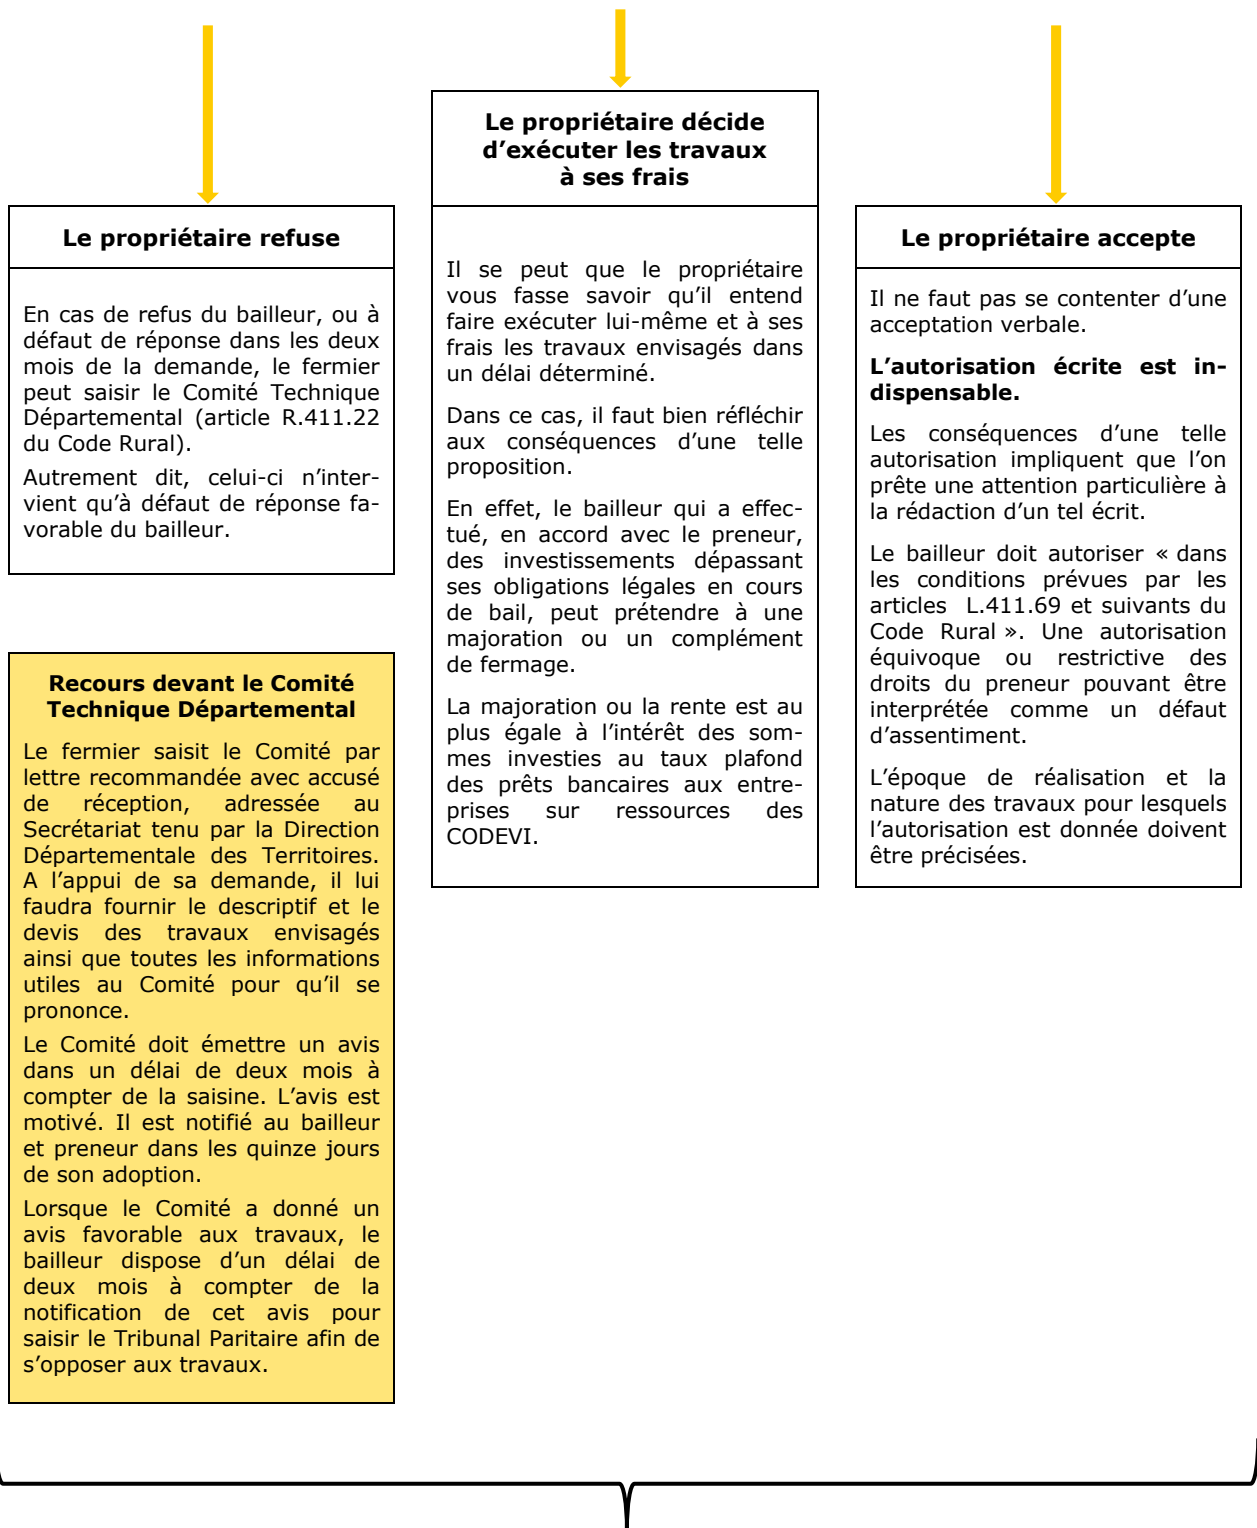 Le propriétaire refuse
En cas de refus du bailleur, ou à
défaut de réponse dans les deux
mois de la demande, le fermier
peut saisir le Comité Technique
Départemental (article R.411.22
du Code Rural).
Autrement dit, celui-ci n’inter-
vient qu’à défaut de réponse fa-
vorable du bailleur.
Recours devant le Comité
Technique Départemental
Le fermier saisit le Comité par
lettre recommandée avec accusé
de réception, adressée au
Secrétariat tenu par la Direction
Départementale des Territoires.
A l’appui de sa demande, il lui
faudra fournir le descriptif et le
devis des travaux envisagés
ainsi que toutes les informations
utiles au Comité pour qu’il se
prononce.
Le Comité doit émettre un avis
dans un délai de deux mois à
compter de la saisine. L’avis est
motivé. Il est notifié au bailleur
et preneur dans les quinze jours
de son adoption.
Lorsque le Comité a donné un
avis favorable aux travaux, le
bailleur dispose d’un délai de
deux mois à compter de la
notification de cet avis pour
saisir le Tribunal Paritaire afin de
s’opposer aux travaux.
Le propriétaire décide
d’exécuter les travaux
à ses frais
Il se peut que le propriétaire
vous fasse savoir qu’il entend
faire exécuter lui-même et à ses
frais les travaux envisagés dans
un délai déterminé.
Dans ce cas, il faut bien réfléchir
aux conséquences d’une telle
proposition.
En effet, le bailleur qui a effec-
tué, en accord avec le preneur,
des investissements dépassant
ses obligations légales en cours
de bail, peut prétendre à une
majoration ou un complément
de fermage.
La majoration ou la rente est au
plus égale à l’intérêt des som-
mes investies au taux plafond
des prêts bancaires aux entre-
prises sur ressources des
CODEVI.
Le propriétaire accepte
Il ne faut pas se contenter d’une
acceptation verbale.
L’autorisation écrite est in-
dispensable.
Les conséquences d’une telle
autorisation impliquent que l’on
prête une attention particulière à
la rédaction d’un tel écrit.
Le bailleur doit autoriser « dans
les conditions prévues par les
articles L.411.69 et suivants du
Code Rural ». Une autorisation
équivoque ou restrictive des
droits du preneur pouvant être
interprétée comme un défaut
d’assentiment.
L’époque de réalisation et la
nature des travaux pour lesquels
l’autorisation est donnée doivent
être précisées.